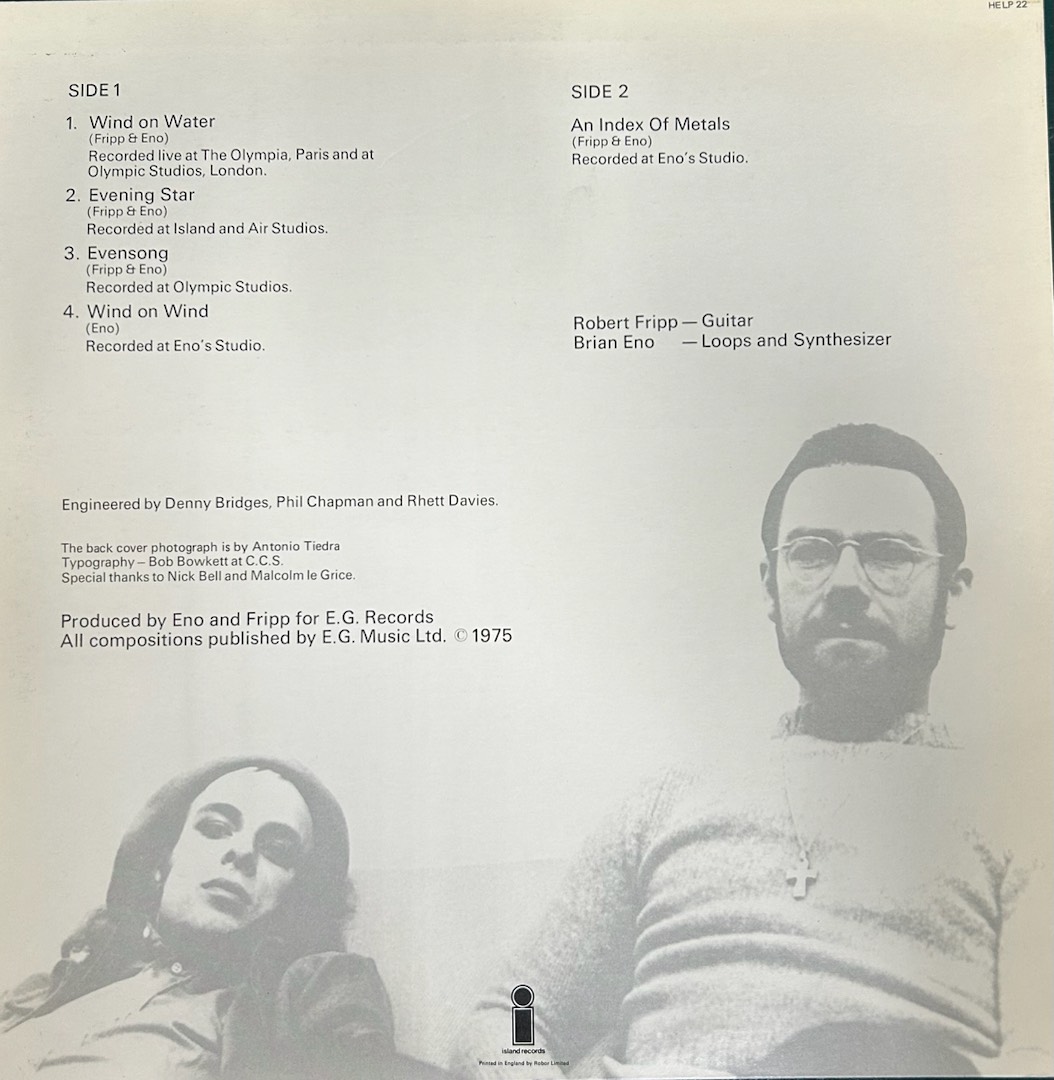 HELP 22
SIDE 1
1. Wind on Water
(Fripp & Eno)
Recorded live at The Olympia, Paris and at
Olympic Studios, London.
2. Evening Star
(Fripp & Eno)
Recorded at Island and Air Studios.
3. Evensong
(Fripp & Eno)
Recorded at Olympic Studios.
4. Wind on Wind
(Eno)
Recorded at Eno's Studio.
SIDE 2
An Index Of Metals
(Fripp & Eno)
Recorded at Eno's Studio.
Robert Fripp — Guitar
Brian Eno — Loops and Synthesizer
Engineered by Denny Bridges, Phil Chapman and Rhett Davies.
The back cover photograph is by Antonio Tiedra
Typography – Bob Bowkett at C.C.S.
Special thanks to Nick Bell and Malcolm le Grice.
Produced by Eno and Fripp for E.G. Records
All compositions published by E.G. Music Ltd. © 1975
island records
Printed in England by Robor Limited